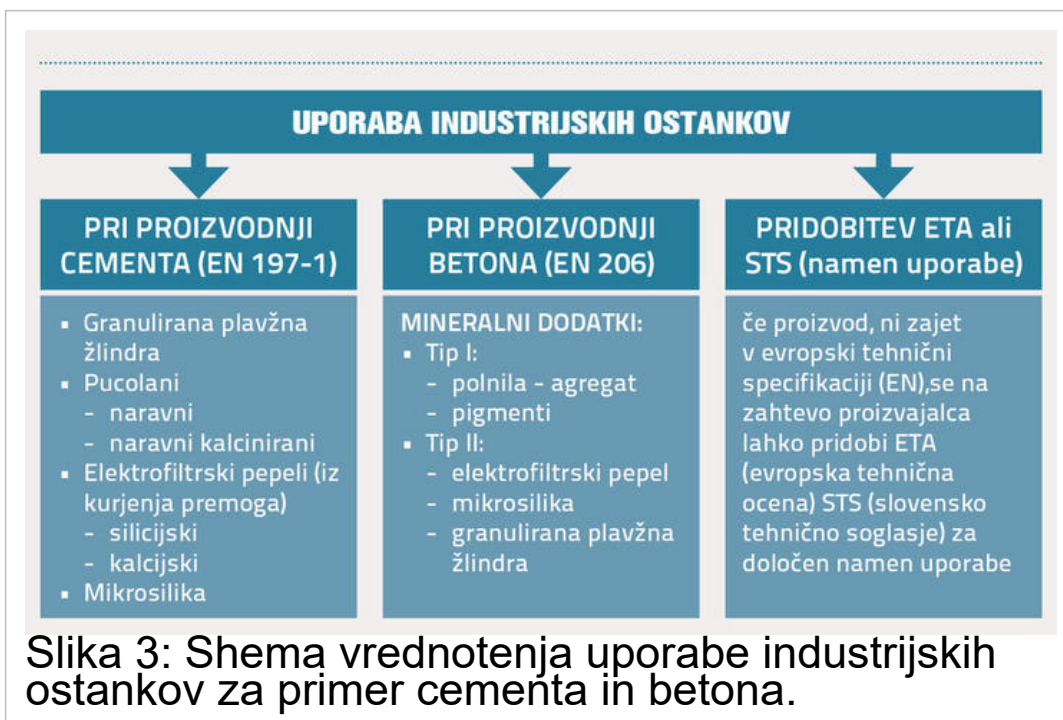 UPORABA INDUSTRIJSKIH OSTANKOV
PRI PROIZVODNJI
CEMENTA (EN 197-1)
▪ Granulirana plavžna
žlindra
▪ Pucolani
- naravni
- naravni kalcinirani
▪ Elektrofiltrski pepeli (iz
kurjenja premoga)
- silicijski
- kalcijski
▪ Mikrosilika
PRI PROIZVODNJI
BETONA (EN 206)
MINERALNI DODATKI:
▪ Tip I:
- polnila - agregat
- pigmenti
▪ Tip II:
- elektrofiltrski pepel
- mikrosilika
- granulirana plavžna
žlindra
PRIDOBITEV ETA ali
STS (namen uporabe)
če proizvod, ni zajet
v evropski tehnični
specifikaciji (EN),se na
zahtevo proizvajalca
lahko pridobi ETA
(evropska tehnična
ocena) STS (slovensko
tehnično soglasje) za
določen namen uporabe
Slika 3: Shema vrednotenja uporabe industrijskih
ostankov za primer cementa in betona.